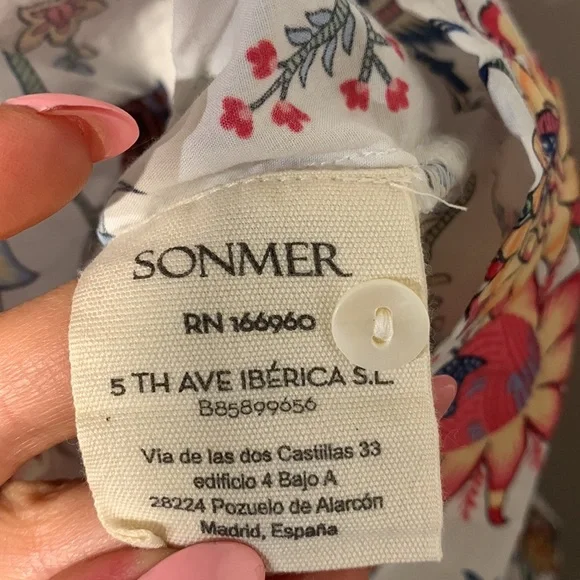 SONMER
RN 166960
5 TH AVE IBÉRICA S.L.
B85899656
Via de las dos Castillas 33
edificio 4 Bajo A
28224 Pozuelo de Alarcón
Madrid, España